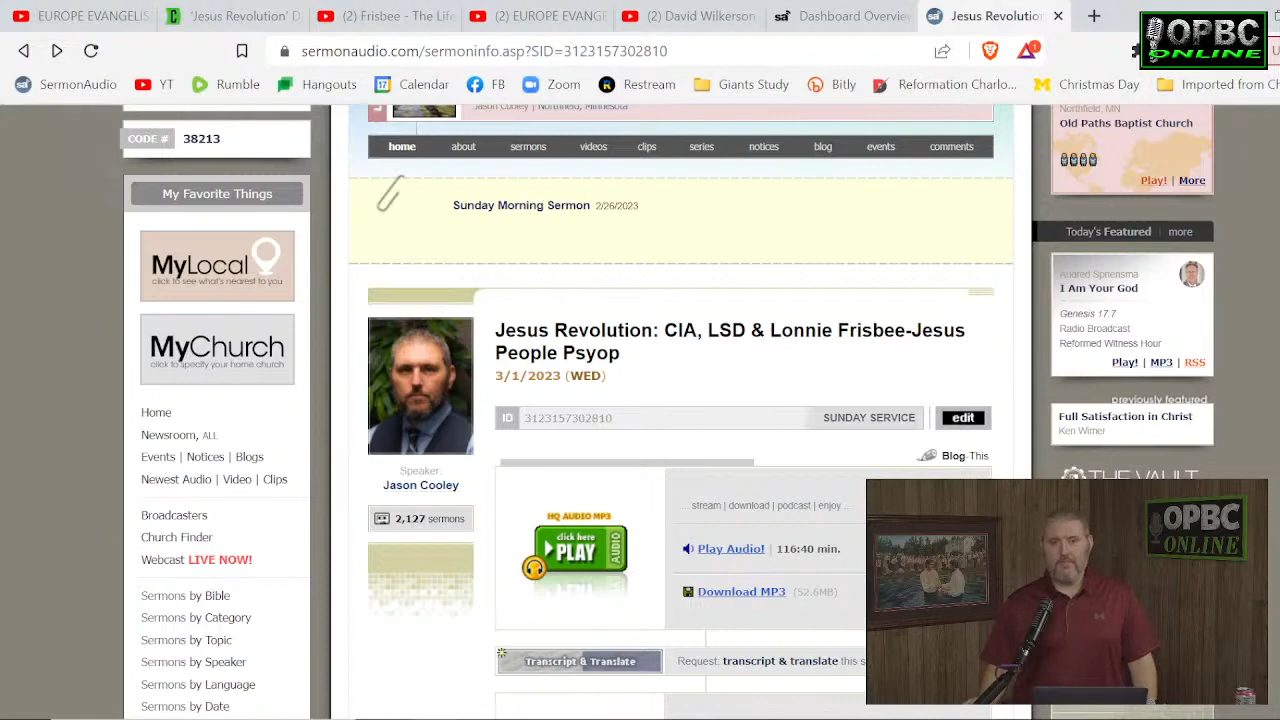 EUROPE EVANGELIS
'Jesus Revolution' D
(2) Frisbee - The Life
(2) EUROPE EVANGE
(2) David Wilkerson
Dashboard Overview
Jesus Revolutio
OPBC
ONLINE
sermonaudio.com/sermoninfo.asp?SID=3123157302810
SermonAudio
YT
Rumble
Hangouts
Calendar
FB
Zoom
Restream
Giants Study
Bitly
Reformation Charlo...
Christmas Day
Imported from C
CODE # 38213
My Favorite Things
MyLocal
click to see what's nearest to you
MyChurch
click to specify your home church
Home
Newsroom, ALL
Events | Notices | Blogs
Newest Audio | Video | Clips
Broadcasters
Church Finder
Webcast LIVE NOW!
Sermons by Bible
Sermons by Category
Sermons by Topic
Sermons by Speaker
Sermons by Language
Sermons by Date
Jason Cooley | Northfield, Minnesota
home about sermons videos clips series notices blog events comments
Sunday Morning Sermon 2/26/2023
Jesus Revolution: CIA, LSD & Lonnie Frisbee-Jesus
People Psyop
3/1/2023 (WED)
ID 3123157302810 SUNDAY SERVICE edit
Blog-This
Speaker:
Jason Cooley
2,127 sermons
HQ AUDIO MP3
click here
PLAY
AUDIO
... stream | download | podcast | enjoy ...
Play Audio! | 116:40 min.
Download MP3 (52.6MB)
Transcript & Translate
Request: transcript & translate this s
Northfield, MN
Old Paths Baptist Church
Play! | More
Today's Featured | more
I Am Your God
Genesis 17.7
Radio Broadcast
Reformed Witness Hour
Play! | MP3 | RSS
previously featured
Full Satisfaction in Christ
Ken Wimer
THE VAULT
OPBC
ONLINE